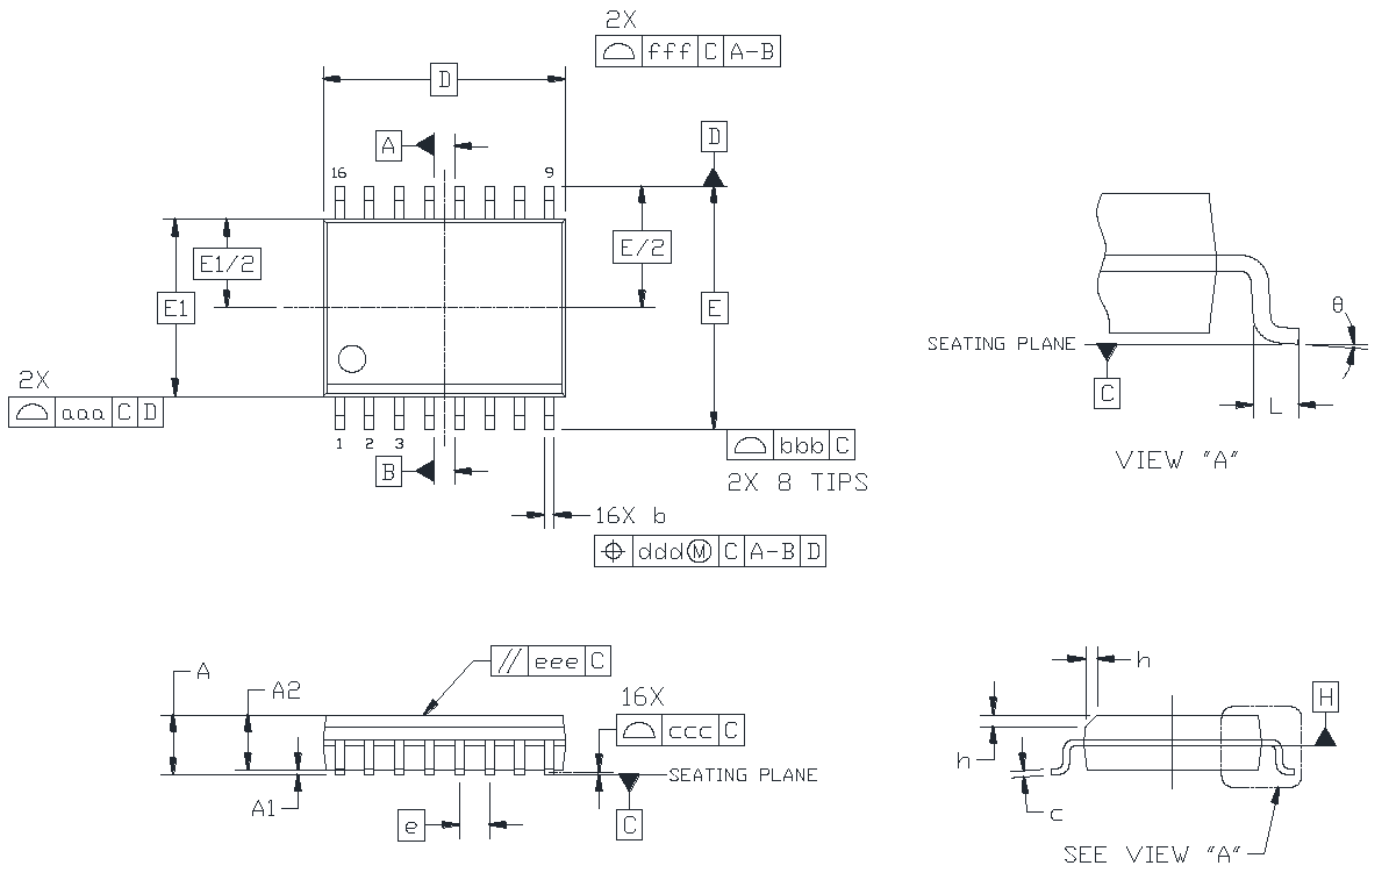 2X
fff C A-B
D
A
D
16
9
E1/2
E/2
E1
E
θ
SEATING PLANE
C
L
VIEW "A"
2X
aaa C D
1 2 3
B
bbb C
2X 8 TIPS
16X b
ddd Ⓜ C A-B D
// eee C
A
A2
16X
ccc C
SEATING PLANE
A1
e
C
h
H
h
c
SEE VIEW "A"